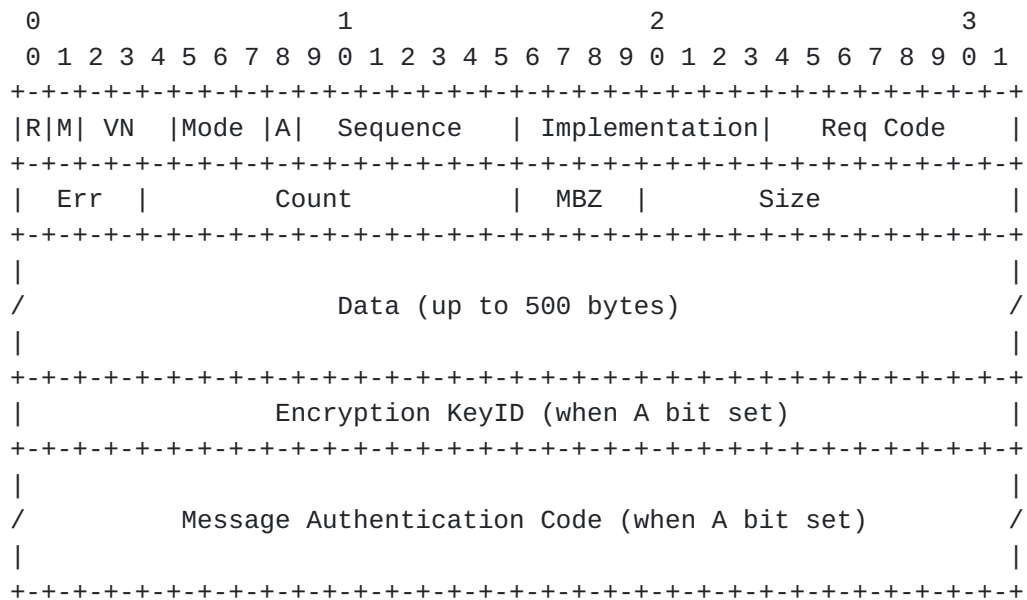 0                   1                   2                   3
 0 1 2 3 4 5 6 7 8 9 0 1 2 3 4 5 6 7 8 9 0 1 2 3 4 5 6 7 8 9 0 1
+-+-+-+-+-+-+-+-+-+-+-+-+-+-+-+-+-+-+-+-+-+-+-+-+-+-+-+-+-+-+-+-+
|R|M| VN  |Mode |A|  Sequence   | Implementation|   Req Code    |
+-+-+-+-+-+-+-+-+-+-+-+-+-+-+-+-+-+-+-+-+-+-+-+-+-+-+-+-+-+-+-+-+
|  Err  |        Count          |  MBZ  |       Size            |
+-+-+-+-+-+-+-+-+-+-+-+-+-+-+-+-+-+-+-+-+-+-+-+-+-+-+-+-+-+-+-+-+
|                                                               |
/                    Data (up to 500 bytes)                     /
|                                                               |
+-+-+-+-+-+-+-+-+-+-+-+-+-+-+-+-+-+-+-+-+-+-+-+-+-+-+-+-+-+-+-+-+
|                Encryption KeyID (when A bit set)              |
+-+-+-+-+-+-+-+-+-+-+-+-+-+-+-+-+-+-+-+-+-+-+-+-+-+-+-+-+-+-+-+-+
|                                                               |
/          Message Authentication Code (when A bit set)         /
|                                                               |
+-+-+-+-+-+-+-+-+-+-+-+-+-+-+-+-+-+-+-+-+-+-+-+-+-+-+-+-+-+-+-+-+